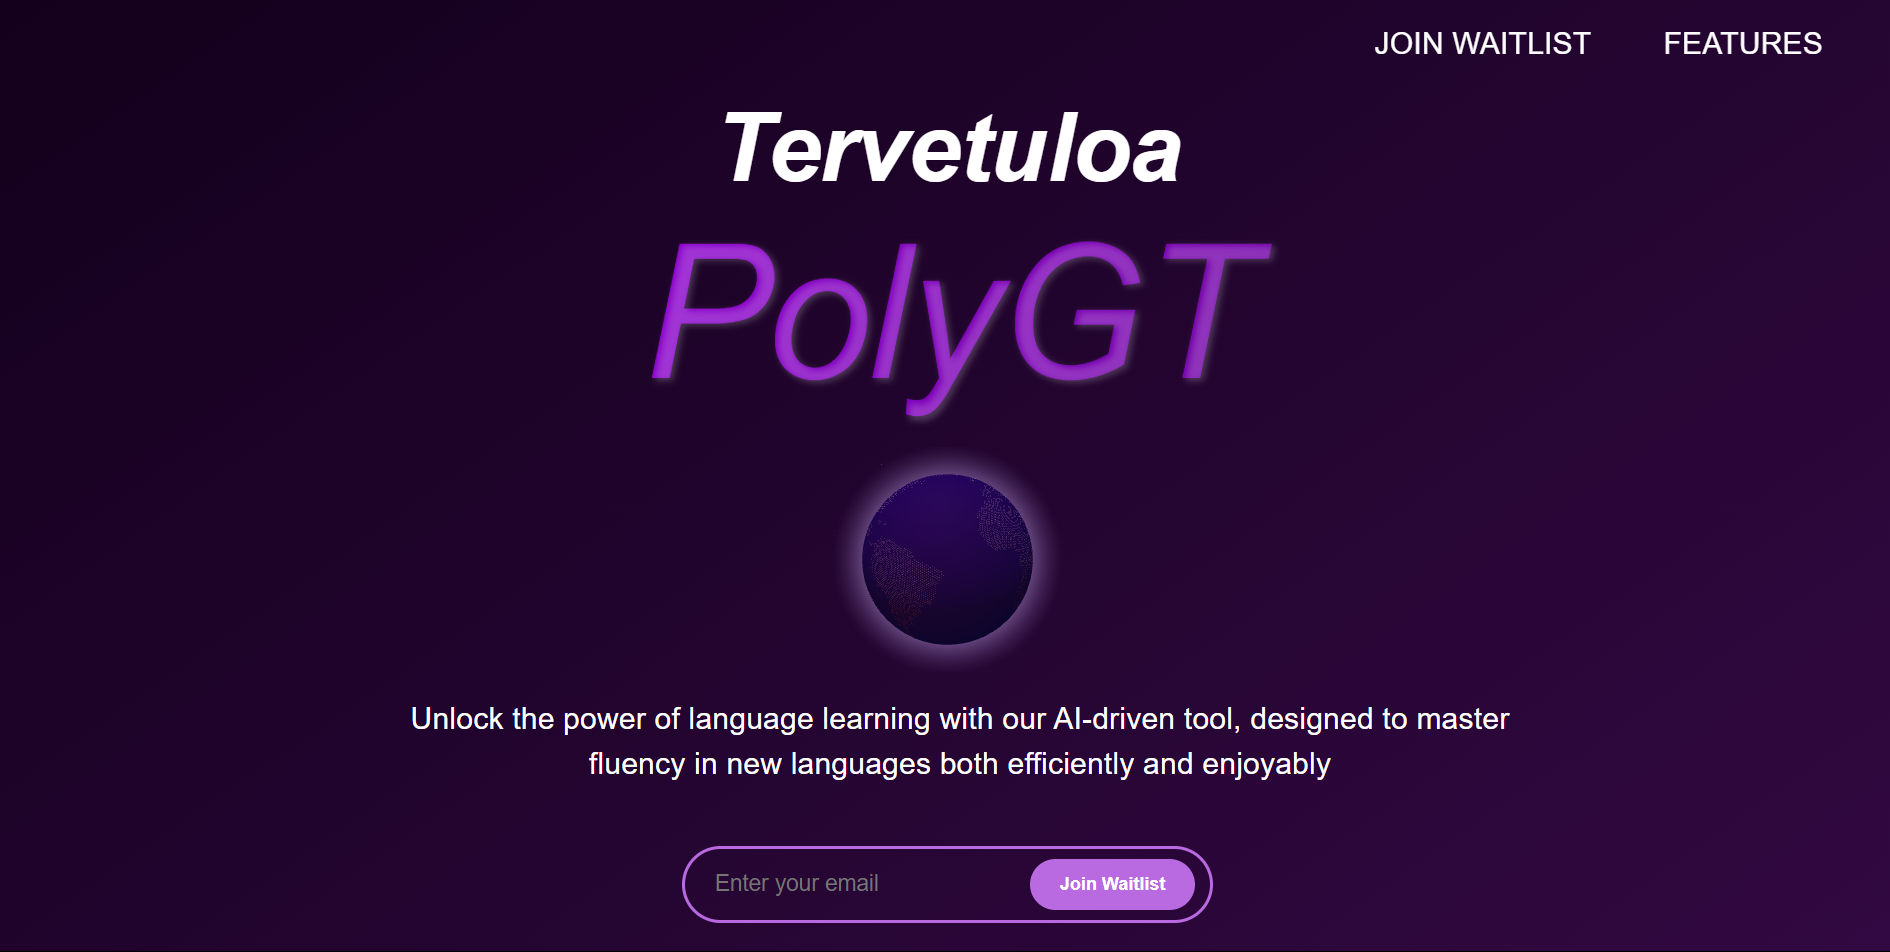 JOIN WAITLIST FEATURES
Tervetuloa
PolyGT
Unlock the power of language learning with our AI-driven tool, designed to master
fluency in new languages both efficiently and enjoyably
Enter your email Join Waitlist